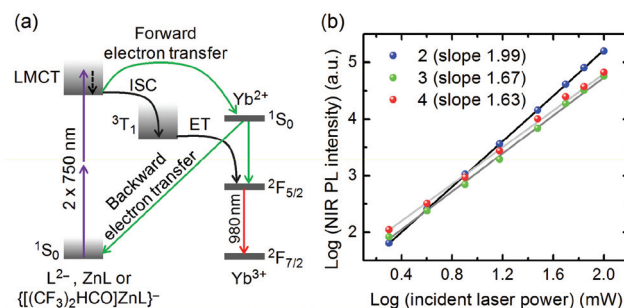 (a)
Forward
electron transfer
LMCT
ISC
Yb²⁺
¹S₀
³T₁
ET
2 x 750 nm
Backward
electron transfer
²F₅/₂
980 nm
¹S₀
²F₇/₂
L²⁻, ZnL or
{[(CF₃)₂HCO]ZnL}⁻
Yb³⁺
(b)
Log (NIR PL intensity) (a.u.)
5
4
3
2
2 (slope 1.99)
3 (slope 1.67)
4 (slope 1.63)
0.4 0.8 1.2 1.6 2.0
Log (incident laser power) (mW)